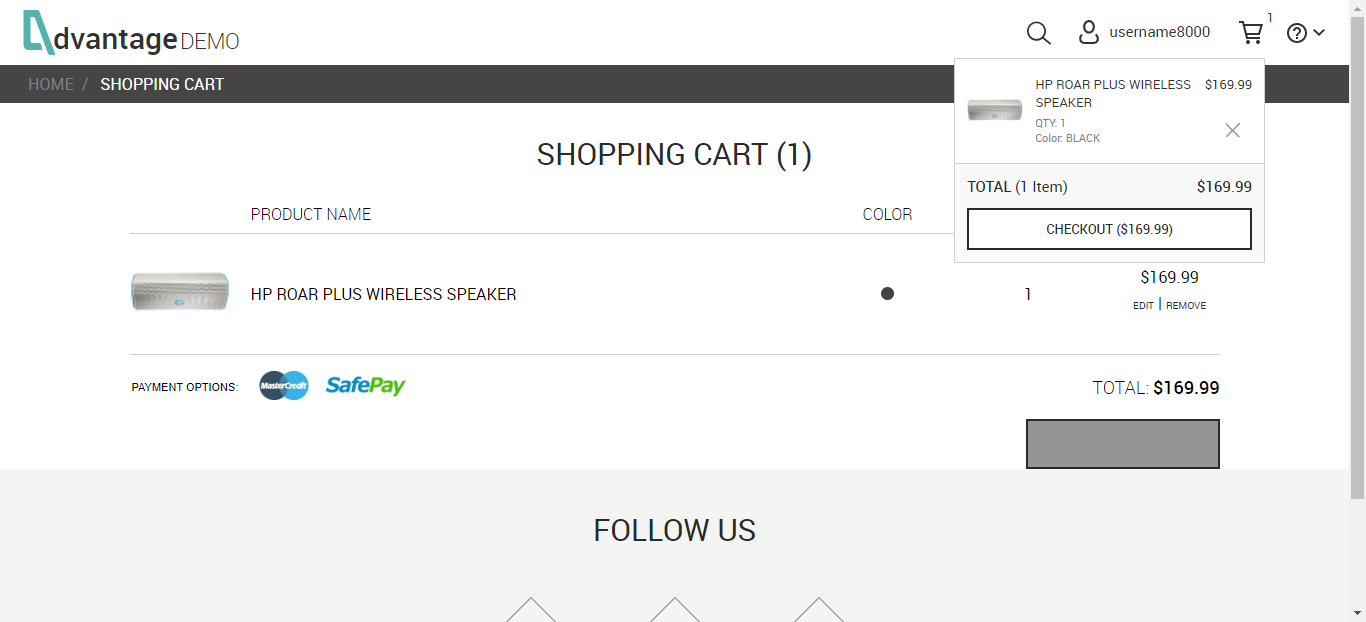 dvantage DEMO
username8000
1
HOME / SHOPPING CART
HP ROAR PLUS WIRELESS SPEAKER
$169.99
QTY: 1
Color: BLACK
TOTAL (1 Item) $169.99
CHECKOUT ($169.99)
SHOPPING CART (1)
PRODUCT NAME COLOR
HP ROAR PLUS WIRELESS SPEAKER 1 $169.99
EDIT | REMOVE
PAYMENT OPTIONS: MasterCredit SafePay TOTAL: $169.99
FOLLOW US